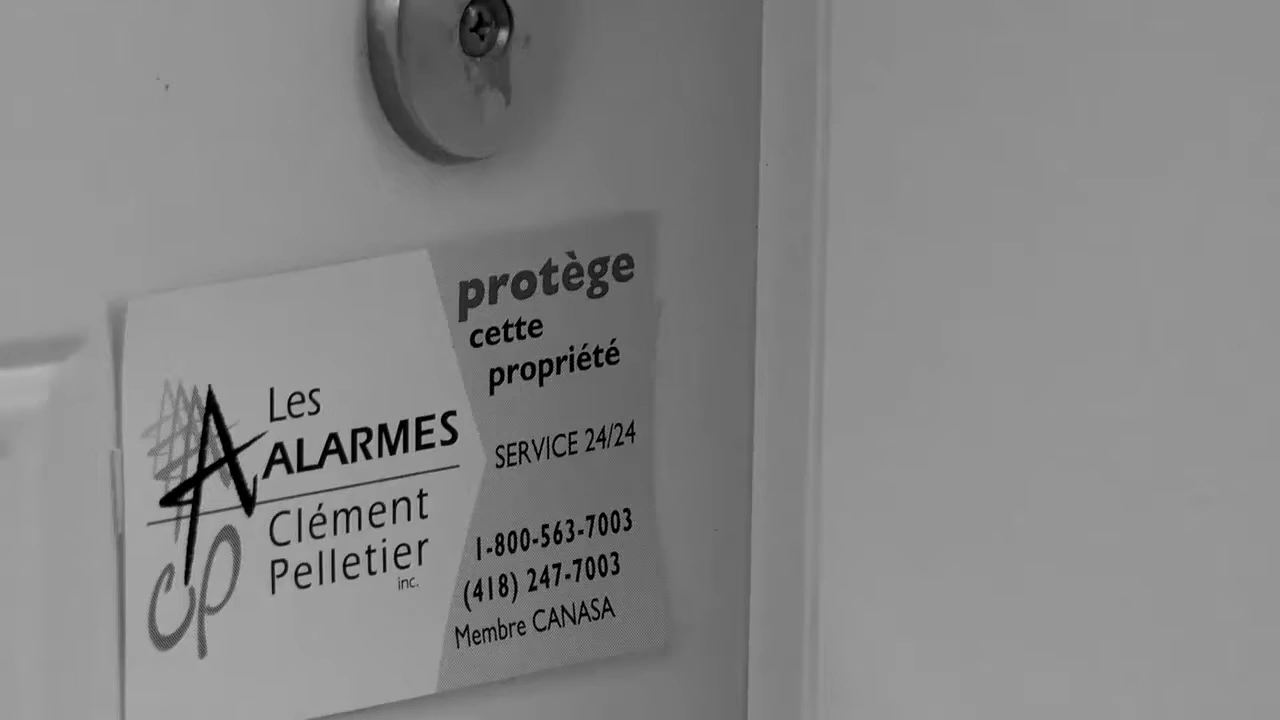 Les
ALARMES
Clément
Pelletier
inc.
CP
protège
cette
propriété
SERVICE 24/24
1-800-563-7003
(418) 247-7003
Membre CANASA